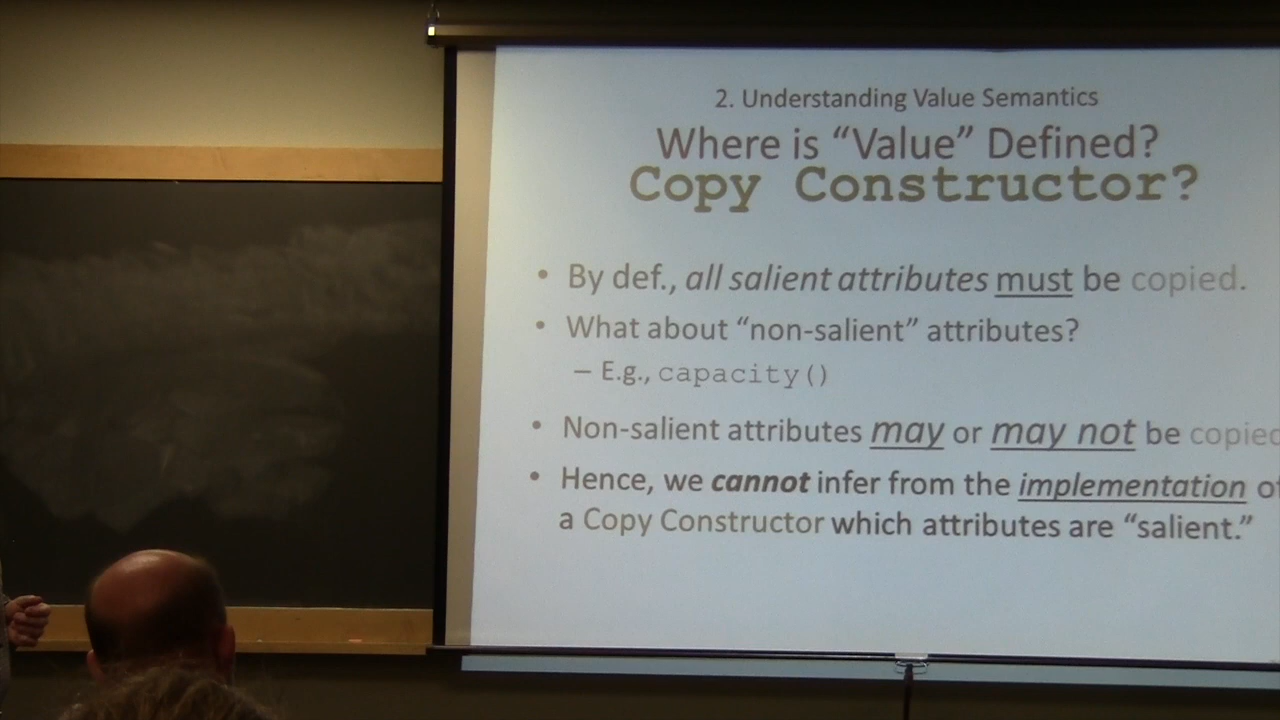 2. Understanding Value Semantics
Where is “Value” Defined?
Copy Constructor?
• By def., all salient attributes must be copied.
• What about “non-salient” attributes?
– E.g., capacity()
• Non-salient attributes may or may not be copied
• Hence, we cannot infer from the implementation of
a Copy Constructor which attributes are “salient.”